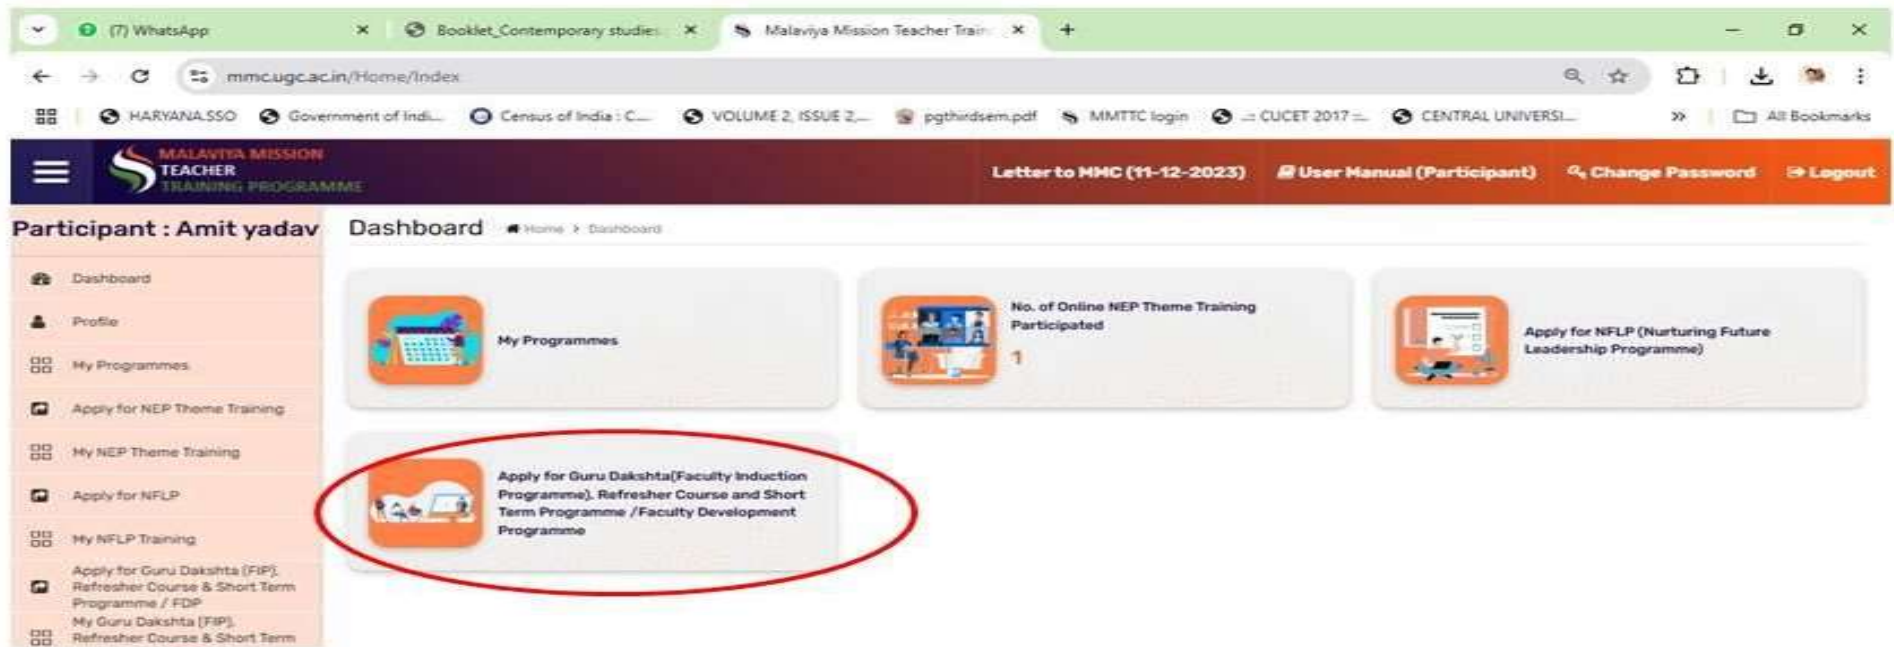 (7) WhatsApp
Booklet_Contemporary studies
Malaviya Mission Teacher Train
mmc.ugc.ac.in/Home/Index
HARYANA.SSO
Government of Indi...
Census of India : C...
VOLUME 2, ISSUE 2,...
pgthirdsem.pdf
MMTTC login
.:: CUCET 2017 ::..
CENTRAL UNIVERSI...
All Bookmarks
MALAVIYA MISSION
TEACHER
TRAINING PROGRAMME
Letter to MMC (11-12-2023)
User Manual (Participant)
Change Password
Logout
Participant : Amit yadav
Dashboard
Home > Dashboard
Dashboard
Profile
My Programmes
Apply for NEP Theme Training
My NEP Theme Training
Apply for NFLP
My NFLP Training
Apply for Guru Dakshta (FIP),
Refresher Course & Short Term
Programme / FDP
My Guru Dakshta (FIP),
Refresher Course & Short Term
My Programmes
No. of Online NEP Theme Training
Participated
1
Apply for NFLP (Nurturing Future
Leadership Programme)
Apply for Guru Dakshta(Faculty Induction
Programme), Refresher Course and Short
Term Programme /Faculty Development
Programme